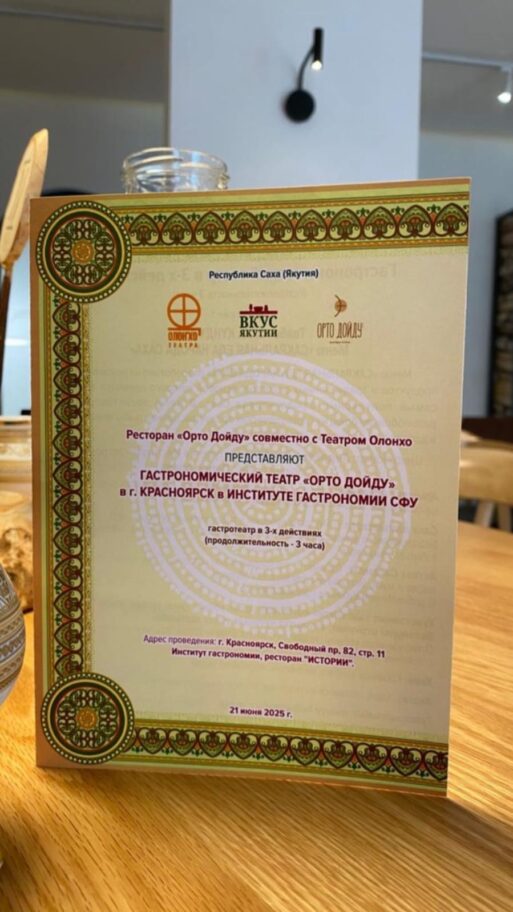 Республика Саха (Якутия)
ОЛОНХО
ТЕАТРА
ВКУС
ЯКУТИИ
ОРТО ДОЙДУ
Ресторан «Орто Дойду» совместно с Театром Олонхо
ПРЕДСТАВЛЯЮТ
ГАСТРОНОМИЧЕСКИЙ ТЕАТР «ОРТО ДОЙДУ»
в г. КРАСНОЯРСК в ИНСТИТУТЕ ГАСТРОНОМИИ СФУ
гастротеатр в 3-х действиях
(продолжительность - 3 часа)
Адрес проведения: г. Красноярск, Свободный пр. 82, стр. 11
Институт гастрономии, ресторан "ИСТОРИИ".
21 июня 2025 г.